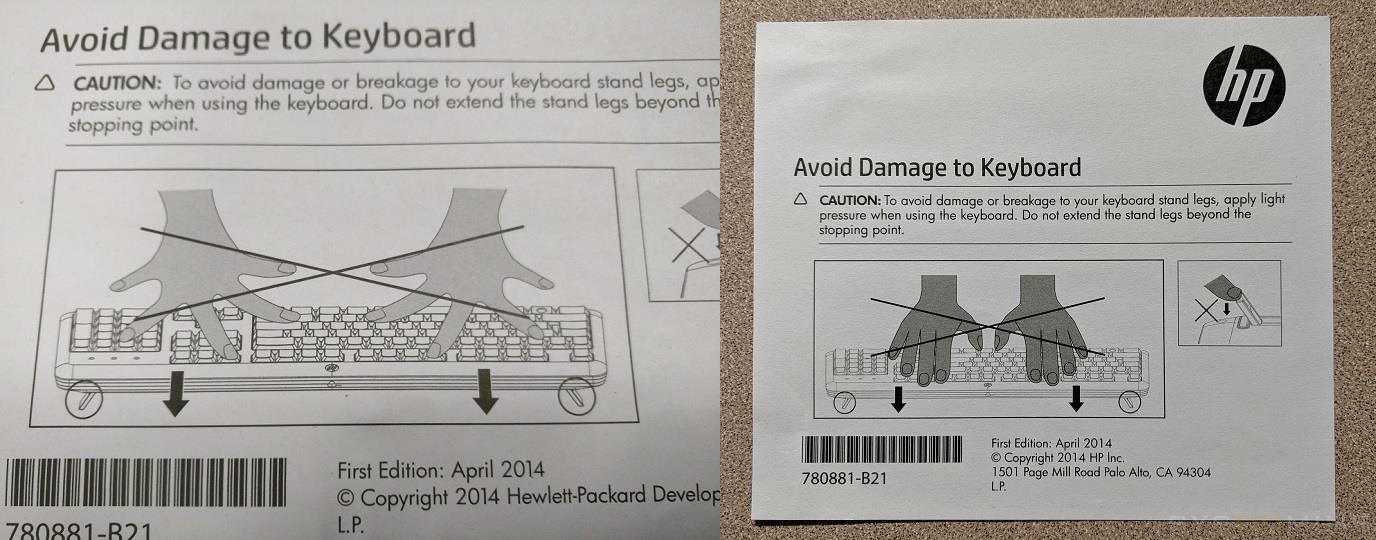 Avoid Damage to Keyboard
CAUTION: To avoid damage or breakage to your keyboard stand legs, ap
pressure when using the keyboard. Do not extend the stand legs beyond th
stopping point.
780881-B21
First Edition: April 2014
© Copyright 2014 Hewlett-Packard Develop
L.P.
hp
Avoid Damage to Keyboard
CAUTION: To avoid damage or breakage to your keyboard stand legs, apply light
pressure when using the keyboard. Do not extend the stand legs beyond the
stopping point.
780881-B21
First Edition: April 2014
© Copyright 2014 HP Inc.
1501 Page Mill Road Palo Alto, CA 94304
L.P.